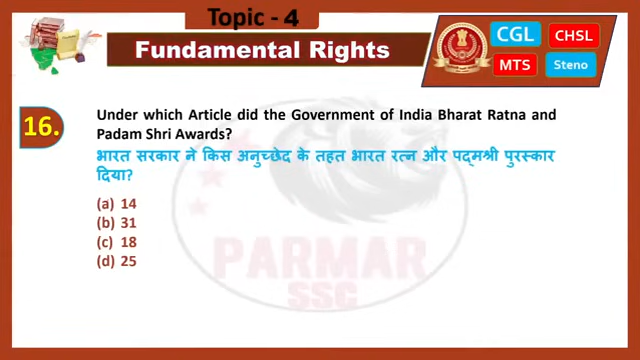 Topic - 4
Fundamental Rights
CGL
CHSL
MTS
Steno
16.
Under which Article did the Government of India Bharat Ratna and
Padam Shri Awards?
भारत सरकार ने किस अनुच्छेद के तहत भारत रत्न और पद्मश्री पुरस्कार
दिया?
(a) 14
(b) 31
(c) 18
(d) 25
PARMAR
SSC